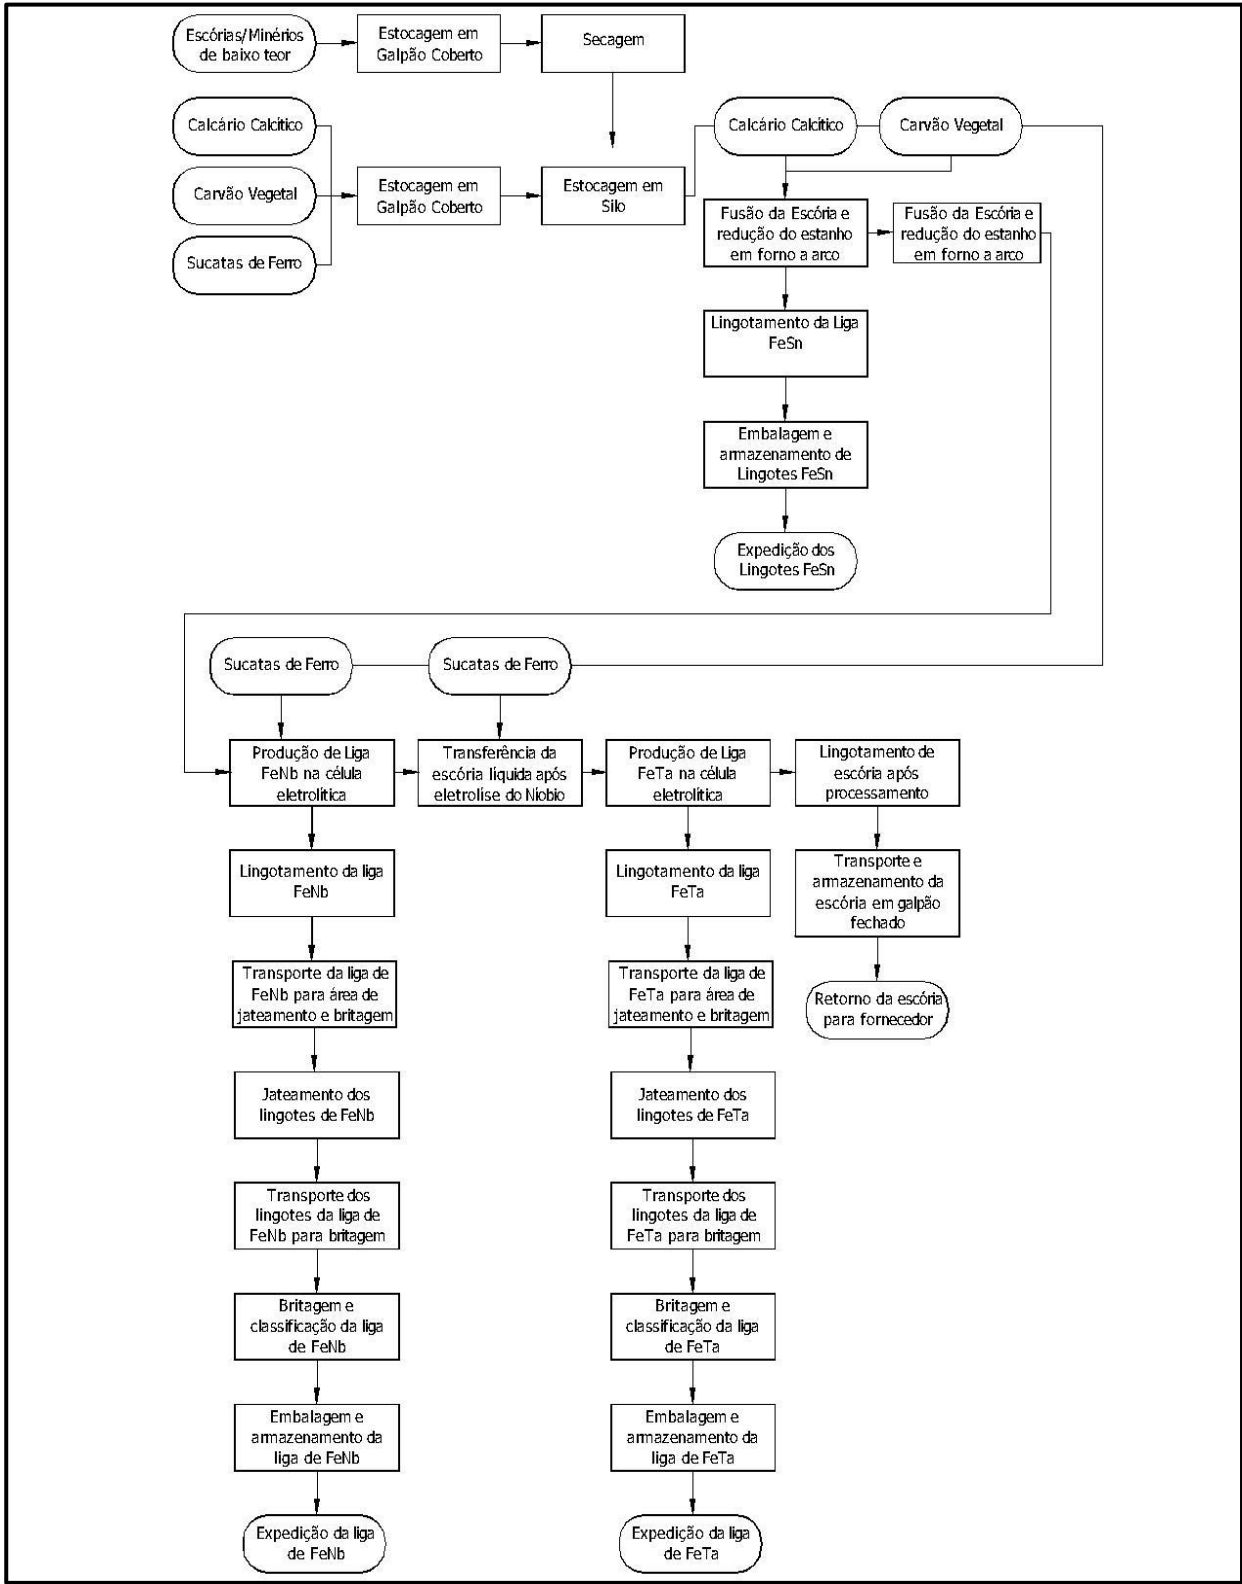 Escórias/Minérios
de baixo teor
Estocagem em
Galpão Coberto
Secagem
Calcário Calcítico
Carvão Vegetal
Sucatas de Ferro
Estocagem em
Galpão Coberto
Estocagem em
Silo
Calcário Calcítico
Carvão Vegetal
Fusão da Escória e
redução do estanho
em forno a arco
Fusão da Escória e
redução do estanho
em forno a arco
Lingotamento da Liga
FeSn
Embalagem e
armazenamento de
Lingotes FeSn
Expedição dos
Lingotes FeSn
Sucatas de Ferro
Sucatas de Ferro
Produção de Liga
FeNb na célula
eletrolítica
Transferência da
escória líquida após
eletrolíse do Níobio
Produção de Liga
FeTa na célula
eletrolítica
Lingotamento de
escória após
processamento
Lingotamento da liga
FeNb
Lingotamento da liga
FeTa
Transporte e
armazenamento da
escória em galpão
fechado
Transporte da liga de
FeNb para área de
jateamento e britagem
Transporte da liga de
FeTa para área de
jateamento e britagem
Retorno da escória
para fornecedor
Jateamento dos
lingotes de FeNb
Jateamento dos
lingotes de FeTa
Transporte dos
lingotes da liga de
FeNb para britagem
Transporte dos
lingotes da liga de
FeTa para britagem
Britagem e
classificação da liga
de FeNb
Britagem e
classificação da liga
de FeTa
Embalagem e
armazenamento da
liga de FeNb
Embalagem e
armazenamento da
liga de FeTa
Expedição da liga
de FeNb
Expedição da liga
de FeTa